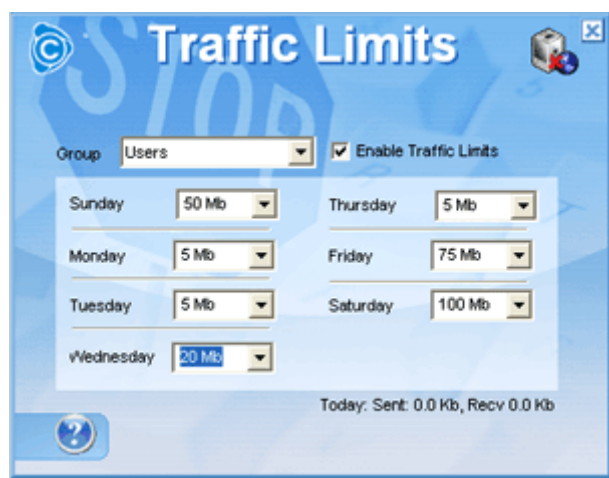 Traffic Limits
STOP
Group Users Enable Traffic Limits
Sunday 50 Mb Thursday 5 Mb
Monday 5 Mb Friday 75 Mb
Tuesday 5 Mb Saturday 100 Mb
Wednesday 20 Mb
Today: Sent: 0.0 Kb, Recv 0.0 Kb
?